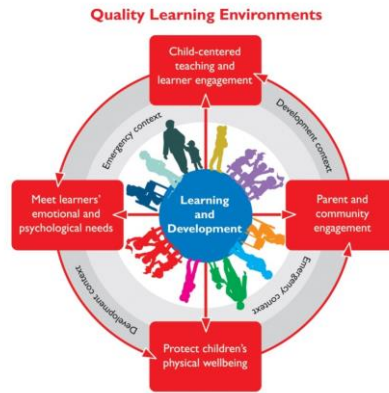 Quality Learning Environments
Child-centered
teaching and
learner engagement
Emergency context
Development context
Meet learners'
emotional and
psychological needs
Learning
and
Development
Parent and
community
engagement
Development context
Emergency context
Protect children's
physical wellbeing